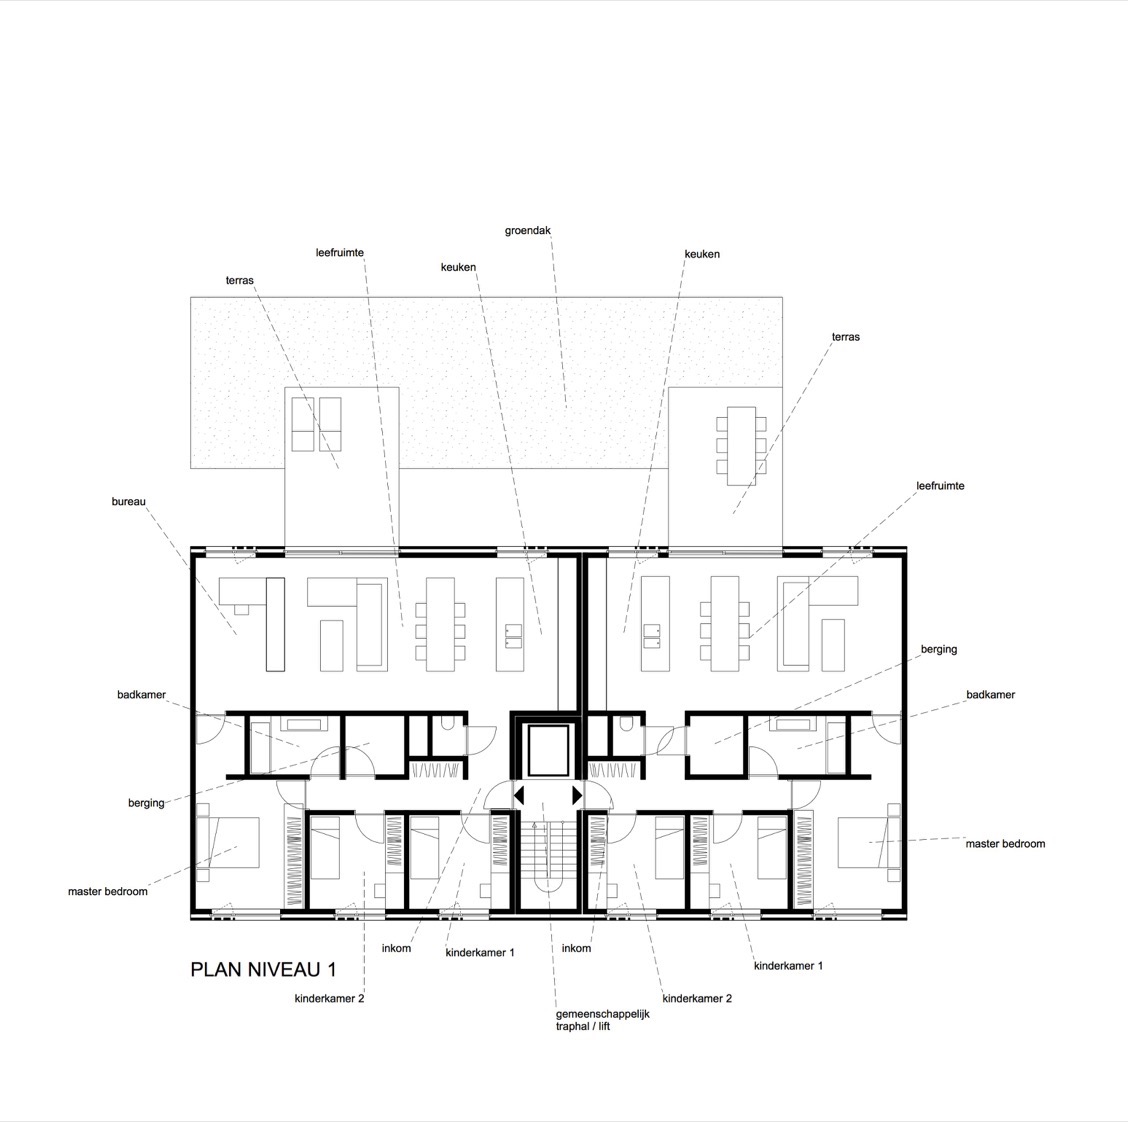 groendak
leefruimte
keuken
keuken
terras
terras
bureau
leefruimte
berging
badkamer
badkamer
berging
master bedroom
master bedroom
inkom
kinderkamer 1
inkom
kinderkamer 1
PLAN NIVEAU 1
kinderkamer 2
kinderkamer 2
gemeenschappelijk
traphal / lift